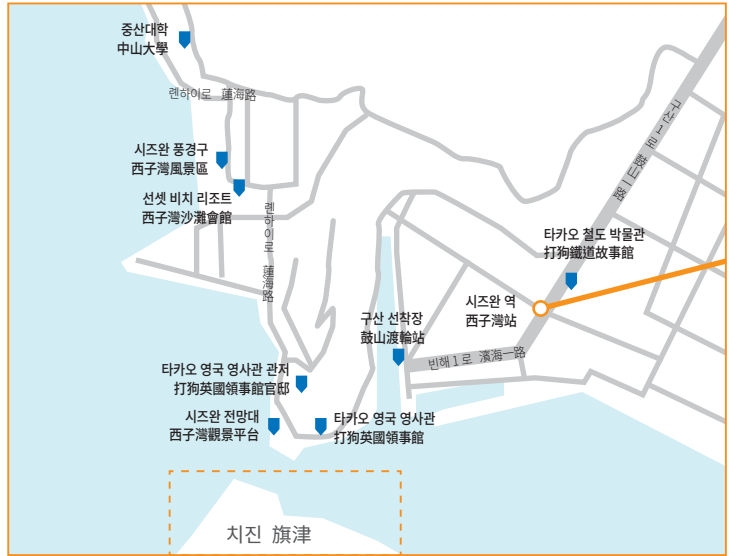 중산대학
中山大學
롄하이로 蓮海路
구산 1 로 鼓山一路
시즈완 풍경구
西子灣風景區
선셋 비치 리조트
西子灣沙灘會館
롄하이로 蓮海路
타카오 철도 박물관
打狗鐵道故事館
시즈완 역
西子灣站
구산 선착장
鼓山渡輪站
빈해 1 로 濱海一路
타카오 영국 영사관 관저
打狗英國領事館官邸
시즈완 전망대
西子灣觀景平台
타카오 영국 영사관
打狗英國領事館
치진 旗津